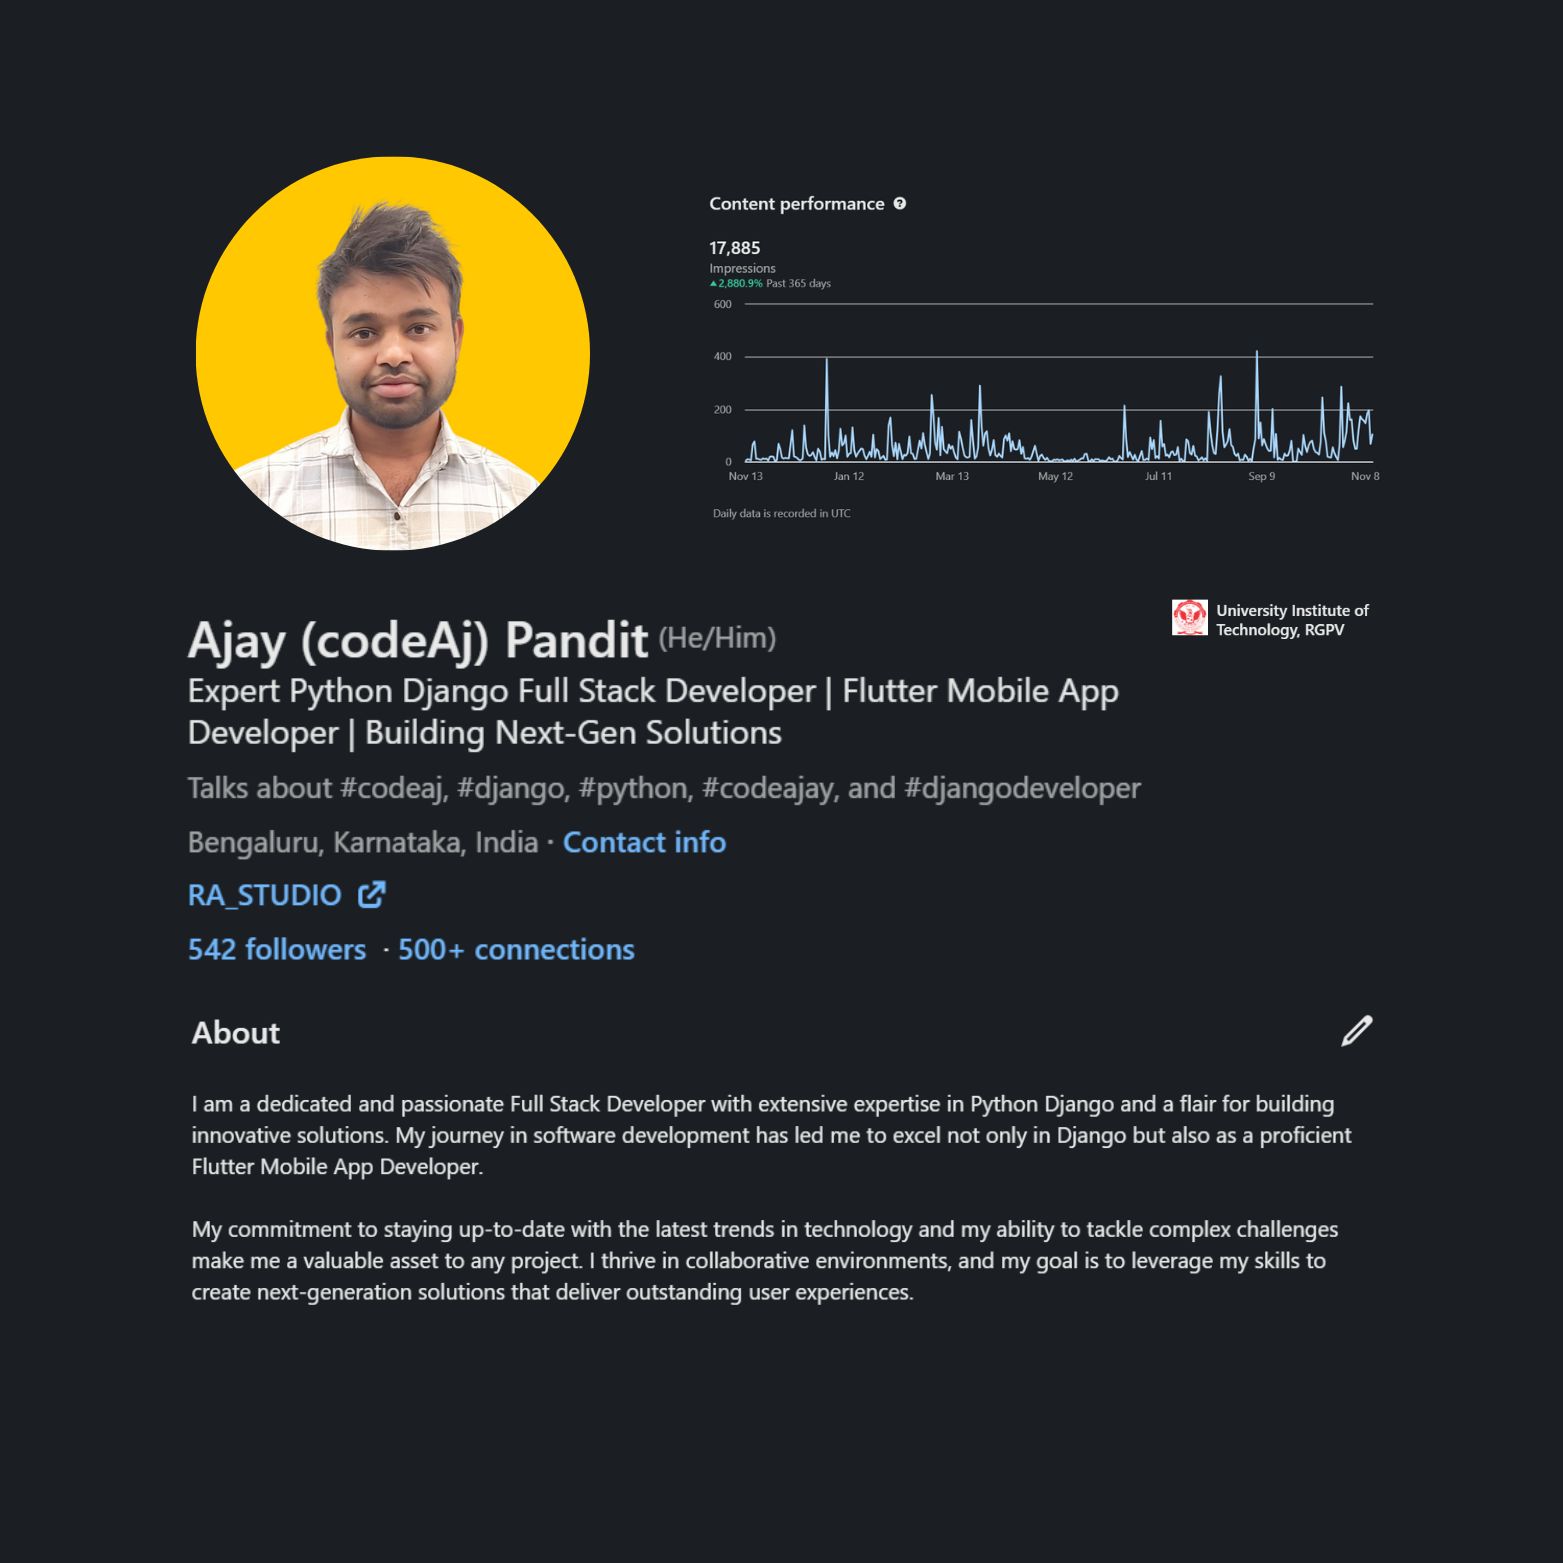 Content performance
17,885
Impressions
▲2,880.9% Past 365 days
600
400
200
0
Nov 13 Jan 12 Mar 13 May 12 Jul 11 Sep 9 Nov 8
Daily data is recorded in UTC
Ajay (codeAj) Pandit (He/Him)
University Institute of
Technology, RGPV
Expert Python Django Full Stack Developer | Flutter Mobile App
Developer | Building Next-Gen Solutions
Talks about #codeaj, #django, #python, #codeajay, and #djangodeveloper
Bengaluru, Karnataka, India · Contact info
RA_STUDIO
542 followers · 500+ connections
About
I am a dedicated and passionate Full Stack Developer with extensive expertise in Python Django and a flair for building
innovative solutions. My journey in software development has led me to excel not only in Django but also as a proficient
Flutter Mobile App Developer.
My commitment to staying up-to-date with the latest trends in technology and my ability to tackle complex challenges
make me a valuable asset to any project. I thrive in collaborative environments, and my goal is to leverage my skills to
create next-generation solutions that deliver outstanding user experiences.